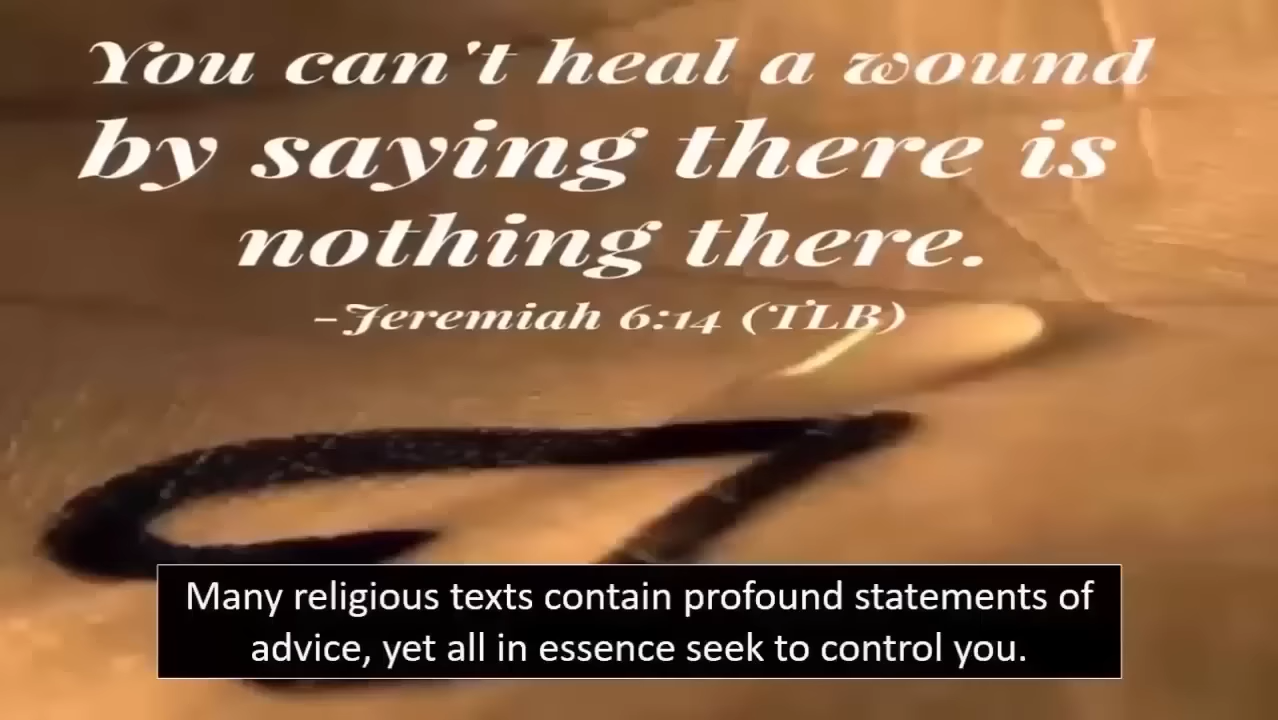 You can't heal a wound
by saying there is
nothing there.
-Jeremiah 6:14 (TLB)
Many religious texts contain profound statements of
advice, yet all in essence seek to control you.